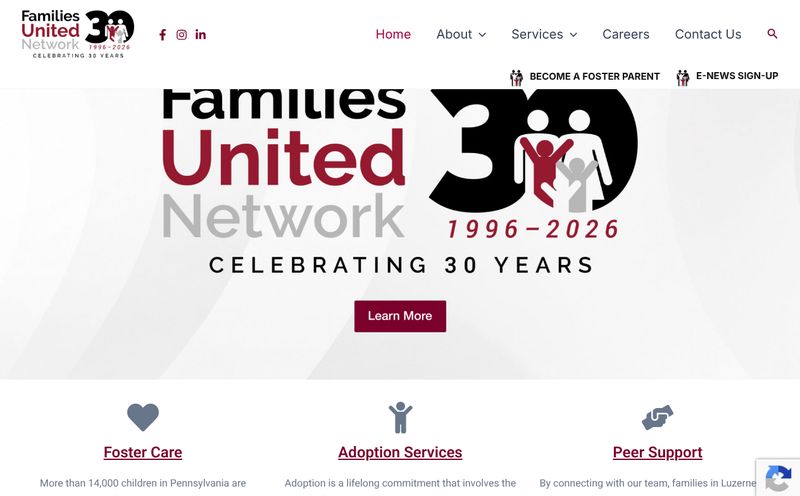 Families
United
Network
30
1996-2026
CELEBRATING 30 YEARS
Home
About
Services
Careers
Contact Us
BECOME A FOSTER PARENT
E-NEWS SIGN-UP
Families
United
Network
30
1996–2026
CELEBRATING 30 YEARS
Learn More
Foster Care
Adoption Services
Peer Support
More than 14,000 children in Pennsylvania are
Adoption is a lifelong commitment that involves the
By connecting with our team, families in Luzerne